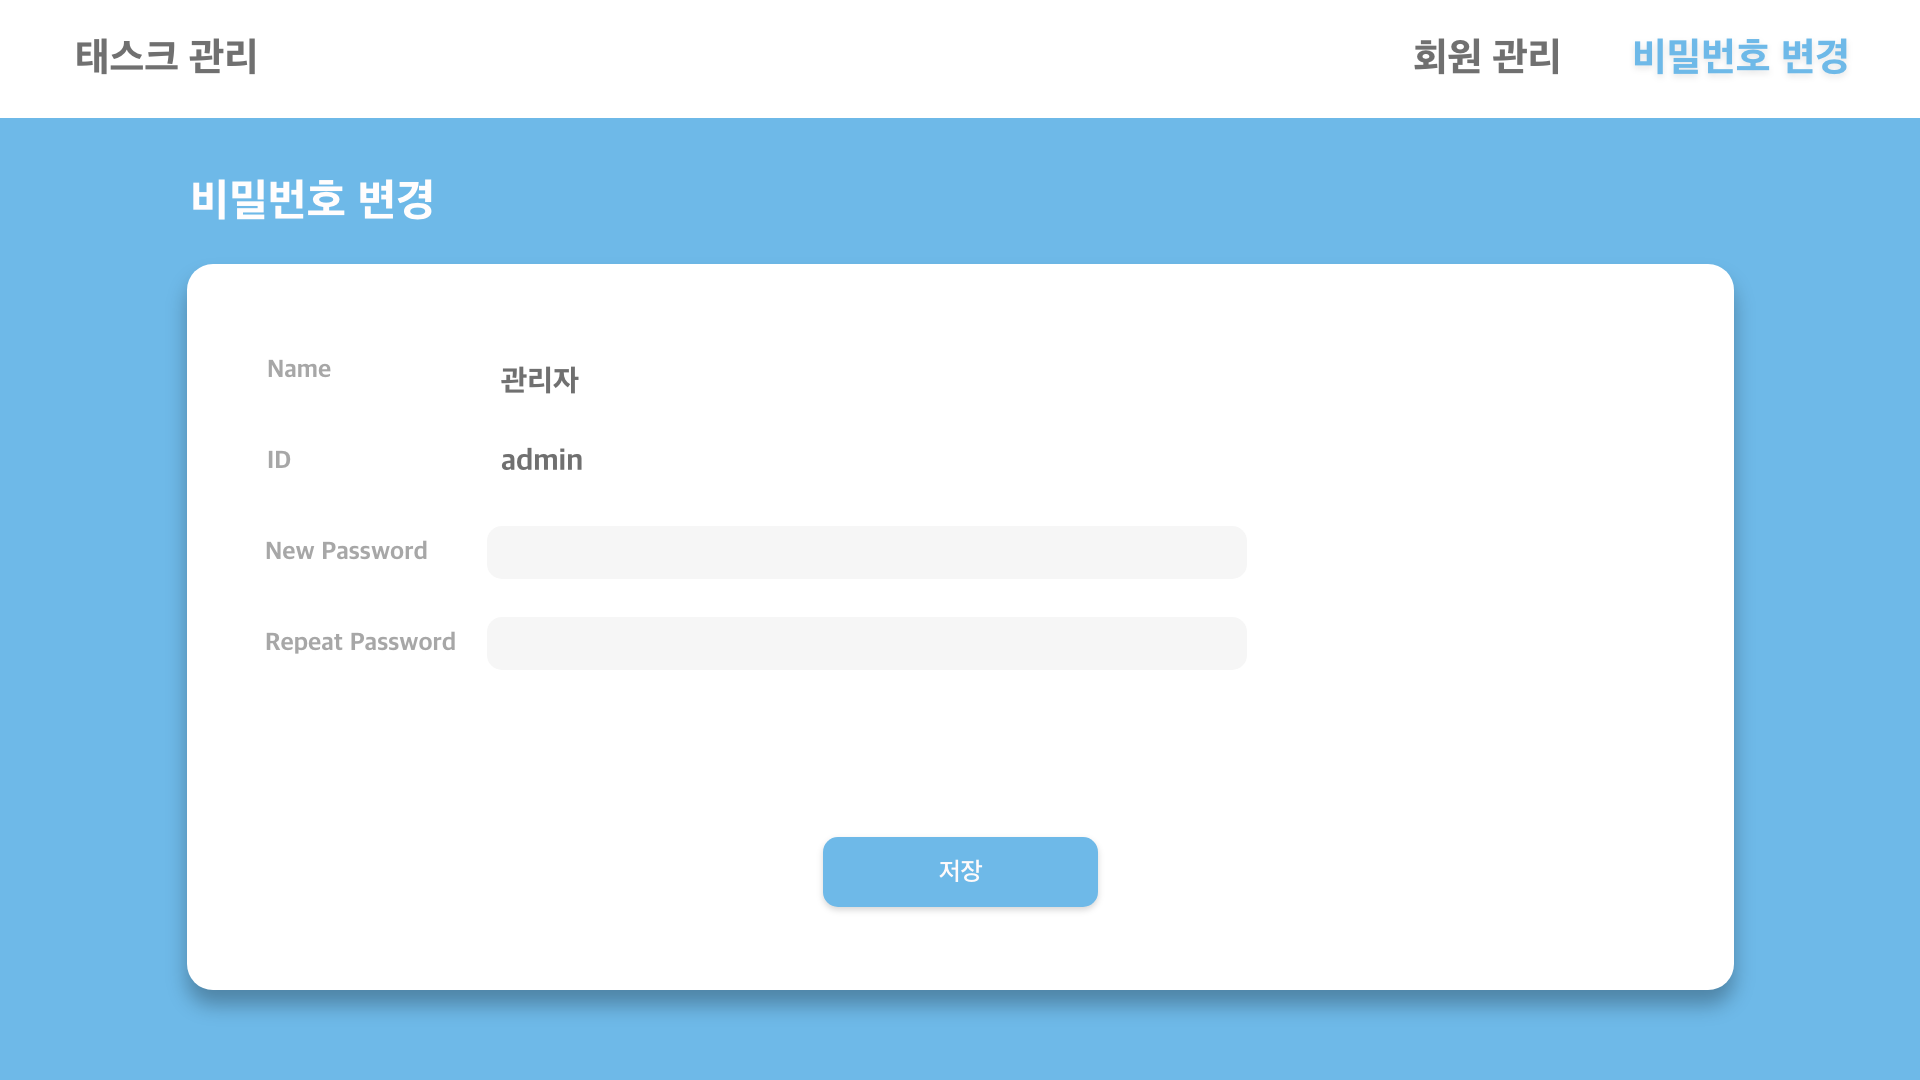 태스크 관리
회원 관리
비밀번호 변경
비밀번호 변경
Name
관리자
ID
admin
New Password
Repeat Password
저장